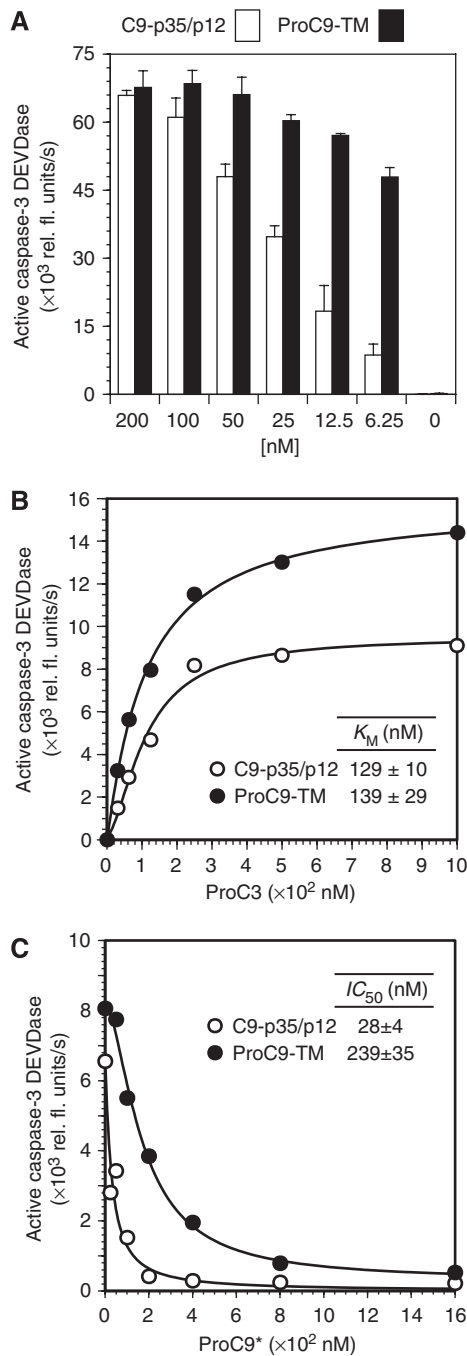 A
C9-p35/p12 ProC9-TM
Active caspase-3 DEVDase
(×10³ rel. fl. units/s)
75
60
45
30
15
0
200 100 50 25 12.5 6.25 0
[nM]
B
Active caspase-3 DEVDase
(×10³ rel. fl. units/s)
16
14
12
10
8
6
4
2
0
K_M (nM)
C9-p35/p12 129 ± 10
ProC9-TM 139 ± 29
0 1 2 3 4 5 6 7 8 9 10
ProC3 (×10² nM)
C
Active caspase-3 DEVDase
(×10³ rel. fl. units/s)
10
8
6
4
2
0
IC₅₀ (nM)
C9-p35/p12 28±4
ProC9-TM 239±35
0 2 4 6 8 10 12 14 16
ProC9* (×10² nM)